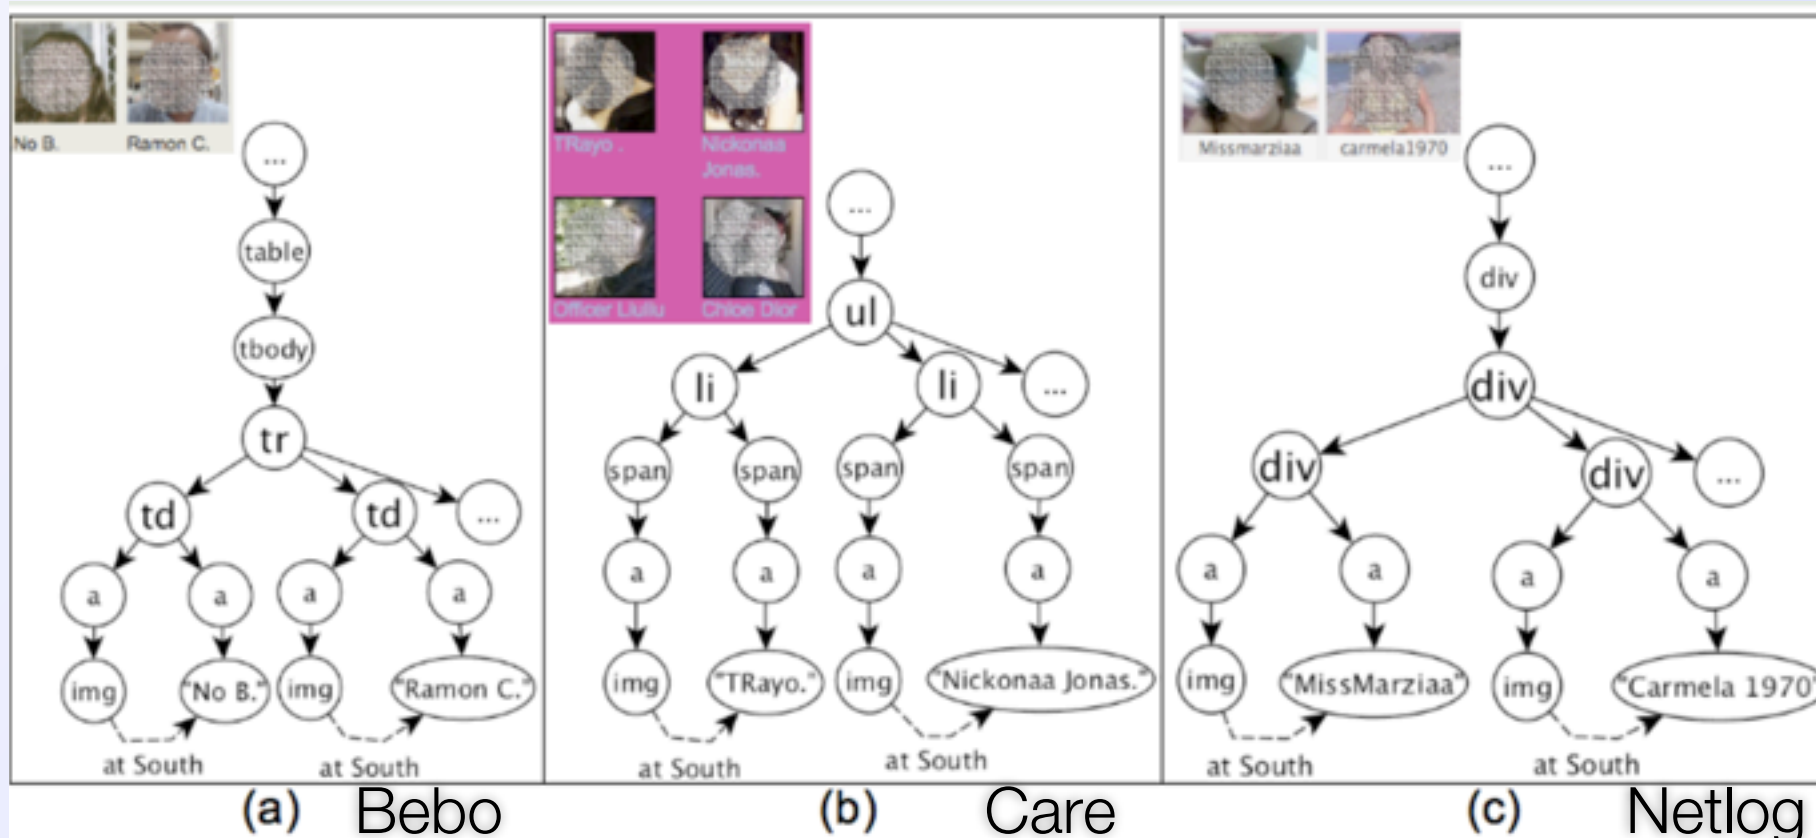 No B. Ramon C.
...
table
tbody
tr
td td ...
a a a a
img "No B." img "Ramon C."
at South at South
(a) Bebo
TRayo . Nickonaa
Jonas.
Officer Liuliu Chloe Dior
...
ul
li li ...
span span span span
a a a a
img "TRayo." img "Nickonaa Jonas."
at South at South
(b) Care
Missmarziaa carmela1970
...
div
div
div div ...
a a a a
img "MissMarziaa" img "Carmela 1970"
at South at South
(c) Netlog